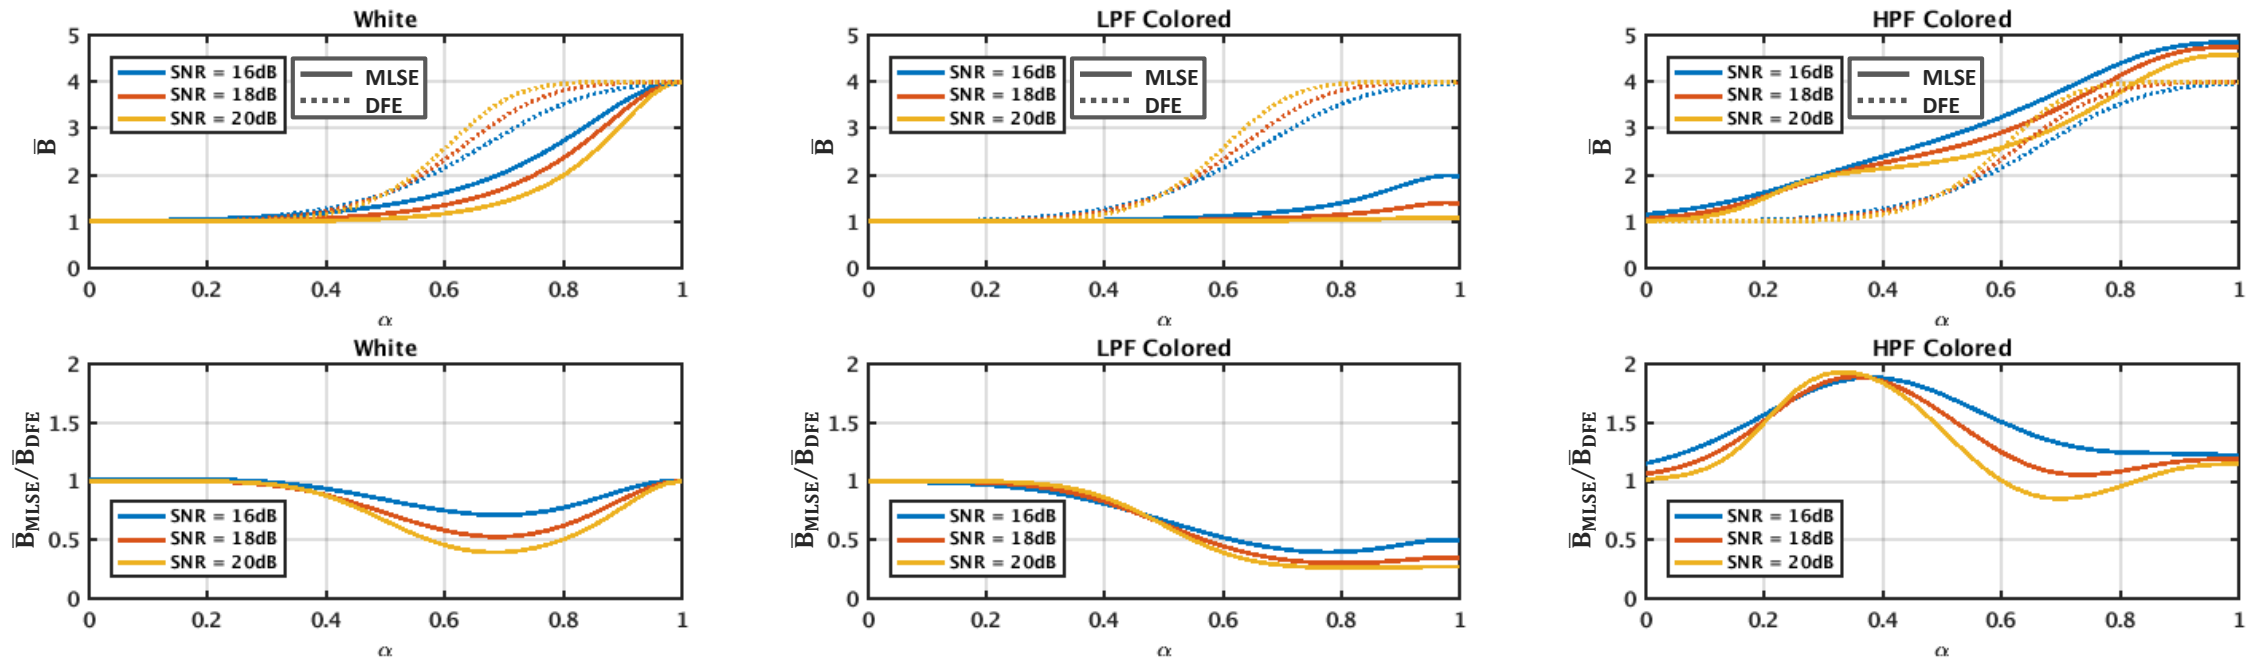 White
5
4
3
2
1
0
B̅
SNR = 16dB
SNR = 18dB
SNR = 20dB
MLSE
DFE
0 0.2 0.4 0.6 0.8 1
α
LPF Colored
5
4
3
2
1
0
B̅
SNR = 16dB
SNR = 18dB
SNR = 20dB
MLSE
DFE
0 0.2 0.4 0.6 0.8 1
α
HPF Colored
5
4
3
2
1
0
B̅
SNR = 16dB
SNR = 18dB
SNR = 20dB
MLSE
DFE
0 0.2 0.4 0.6 0.8 1
α
White
2
1.5
1
0.5
0
B̅MLSE/B̅DFE
SNR = 16dB
SNR = 18dB
SNR = 20dB
0 0.2 0.4 0.6 0.8 1
α
LPF Colored
2
1.5
1
0.5
0
B̅MLSE/B̅DFE
SNR = 16dB
SNR = 18dB
SNR = 20dB
0 0.2 0.4 0.6 0.8 1
α
HPF Colored
2
1.5
1
0.5
0
B̅MLSE/B̅DFE
SNR = 16dB
SNR = 18dB
SNR = 20dB
0 0.2 0.4 0.6 0.8 1
α